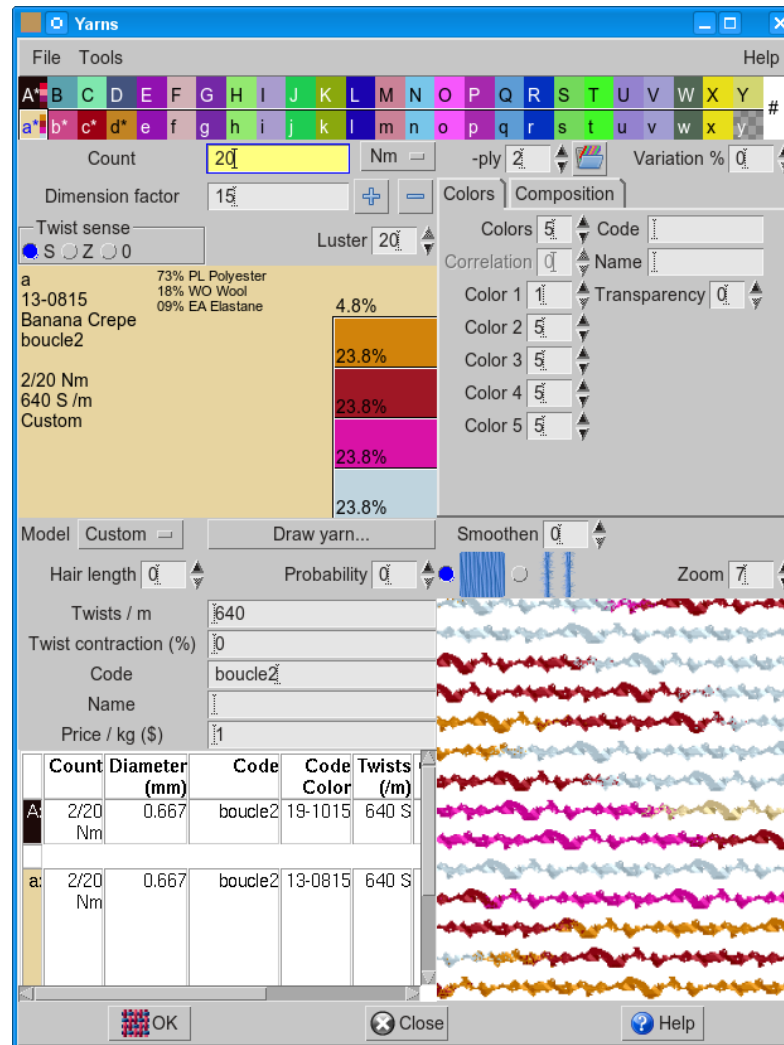 Yarns
File Tools Help
A* B C D E F G H I J K L M N O P Q R S T U V W X Y #
a* b* c* d* e f g h i j k l m n o p q r s t u v w x y
Count 20 Nm -ply 2 Variation % 0
Dimension factor 15 Colors Composition
Twist sense
S Z 0
Luster 20
Colors 5 Code
Correlation 0 Name
Color 1 1 Transparency 0
Color 2 5
Color 3 5
Color 4 5
Color 5 5
a
13-0815
Banana Crepe
boucle2
2/20 Nm
640 S /m
Custom
73% PL Polyester
18% WO Wool
09% EA Elastane
4.8%
23.8%
23.8%
23.8%
23.8%
Model Custom Draw yarn... Smoothen 0
Hair length 0 Probability 0 Zoom 7
Twists / m 640
Twist contraction (%) 0
Code boucle2
Name
Price / kg ($) 1
Count Diameter (mm) Code Code Color Twists (/m)
A: 2/20 Nm 0.667 boucle2 19-1015 640 S
a: 2/20 Nm 0.667 boucle2 13-0815 640 S
OK Close Help